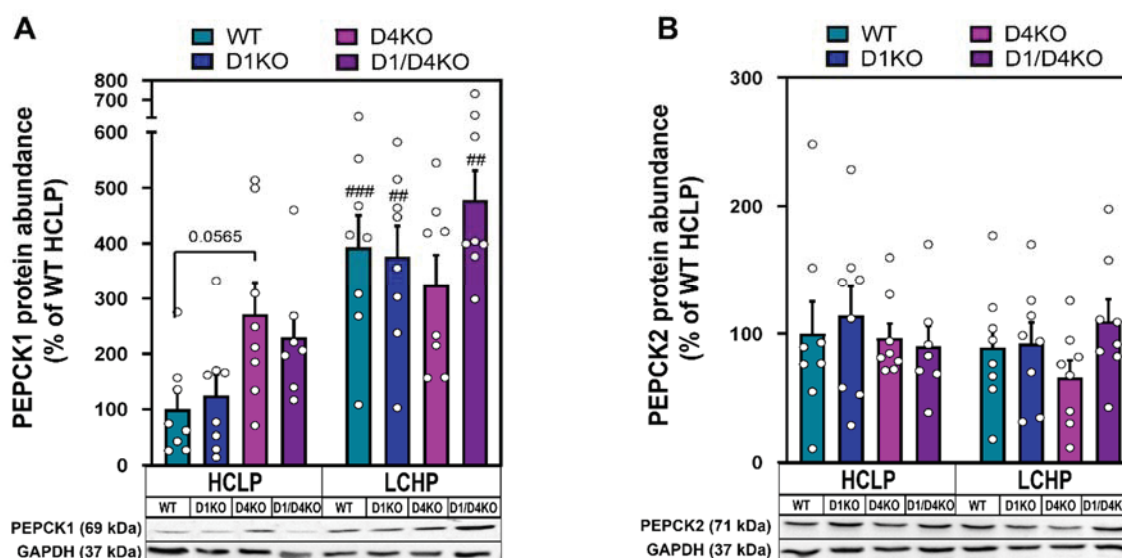 A
WT
D4KO
D1KO
D1/D4KO
PEPCK1 protein abundance
(% of WT HCLP)
800
700
600
500
400
300
200
100
0
0.0565
###
##
##
HCLP
LCHP
WT D1KO D4KO D1/D4KO WT D1KO D4KO D1/D4KO
PEPCK1 (69 kDa)
GAPDH (37 kDa)
B
WT
D4KO
D1KO
D1/D4KO
PEPCK2 protein abundance
(% of WT HCLP)
300
200
100
0
HCLP
LCHP
WT D1KO D4KO D1/D4KO WT D1KO D4KO D1/D4KO
PEPCK2 (71 kDa)
GAPDH (37 kDa)